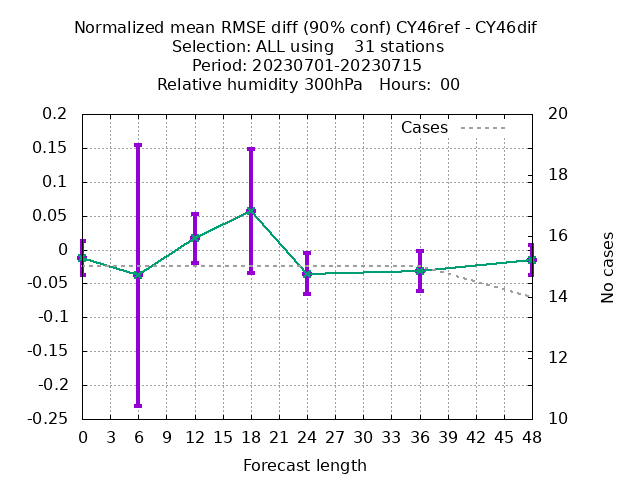 Normalized mean RMSE diff (90% conf) CY46ref - CY46dif
Selection: ALL using    31 stations
Period: 20230701-20230715
Relative humidity 300hPa   Hours:  00
Cases
0.2
0.15
0.1
0.05
0
-0.05
-0.1
-0.15
-0.2
-0.25
20
18
16
14
12
10
No cases
0 3 6 9 12 15 18 21 24 27 30 33 36 39 42 45 48
Forecast length